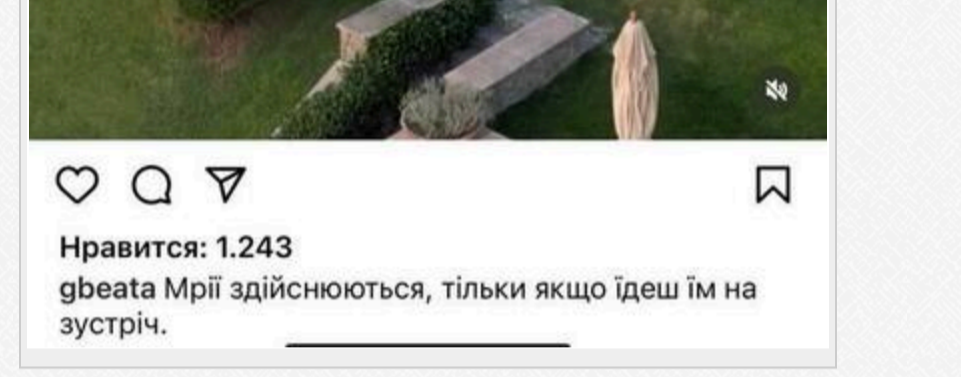 Нравится: 1.243
gbeata Мрії здійснюються, тільки якщо їдеш їм на
зустріч.